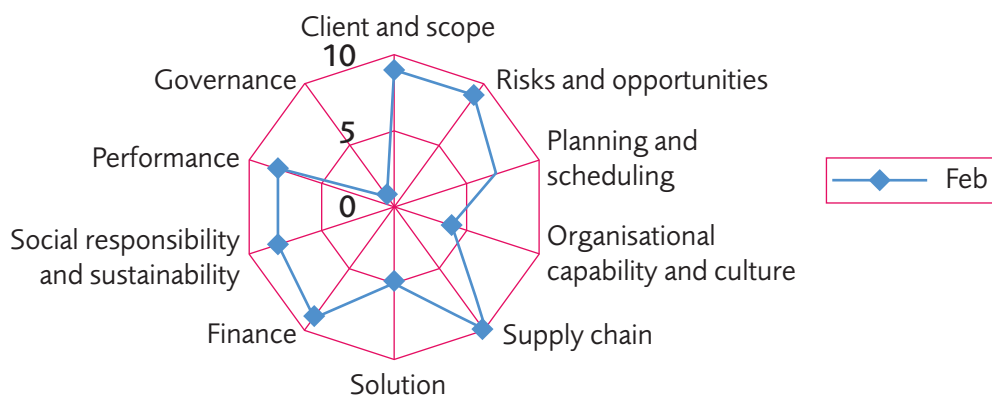 Client and scope
10
Governance
Risks and opportunities
5
Performance
Planning and
scheduling
Feb
0
Social responsibility
and sustainability
Organisational
capability and culture
Finance
Supply chain
Solution